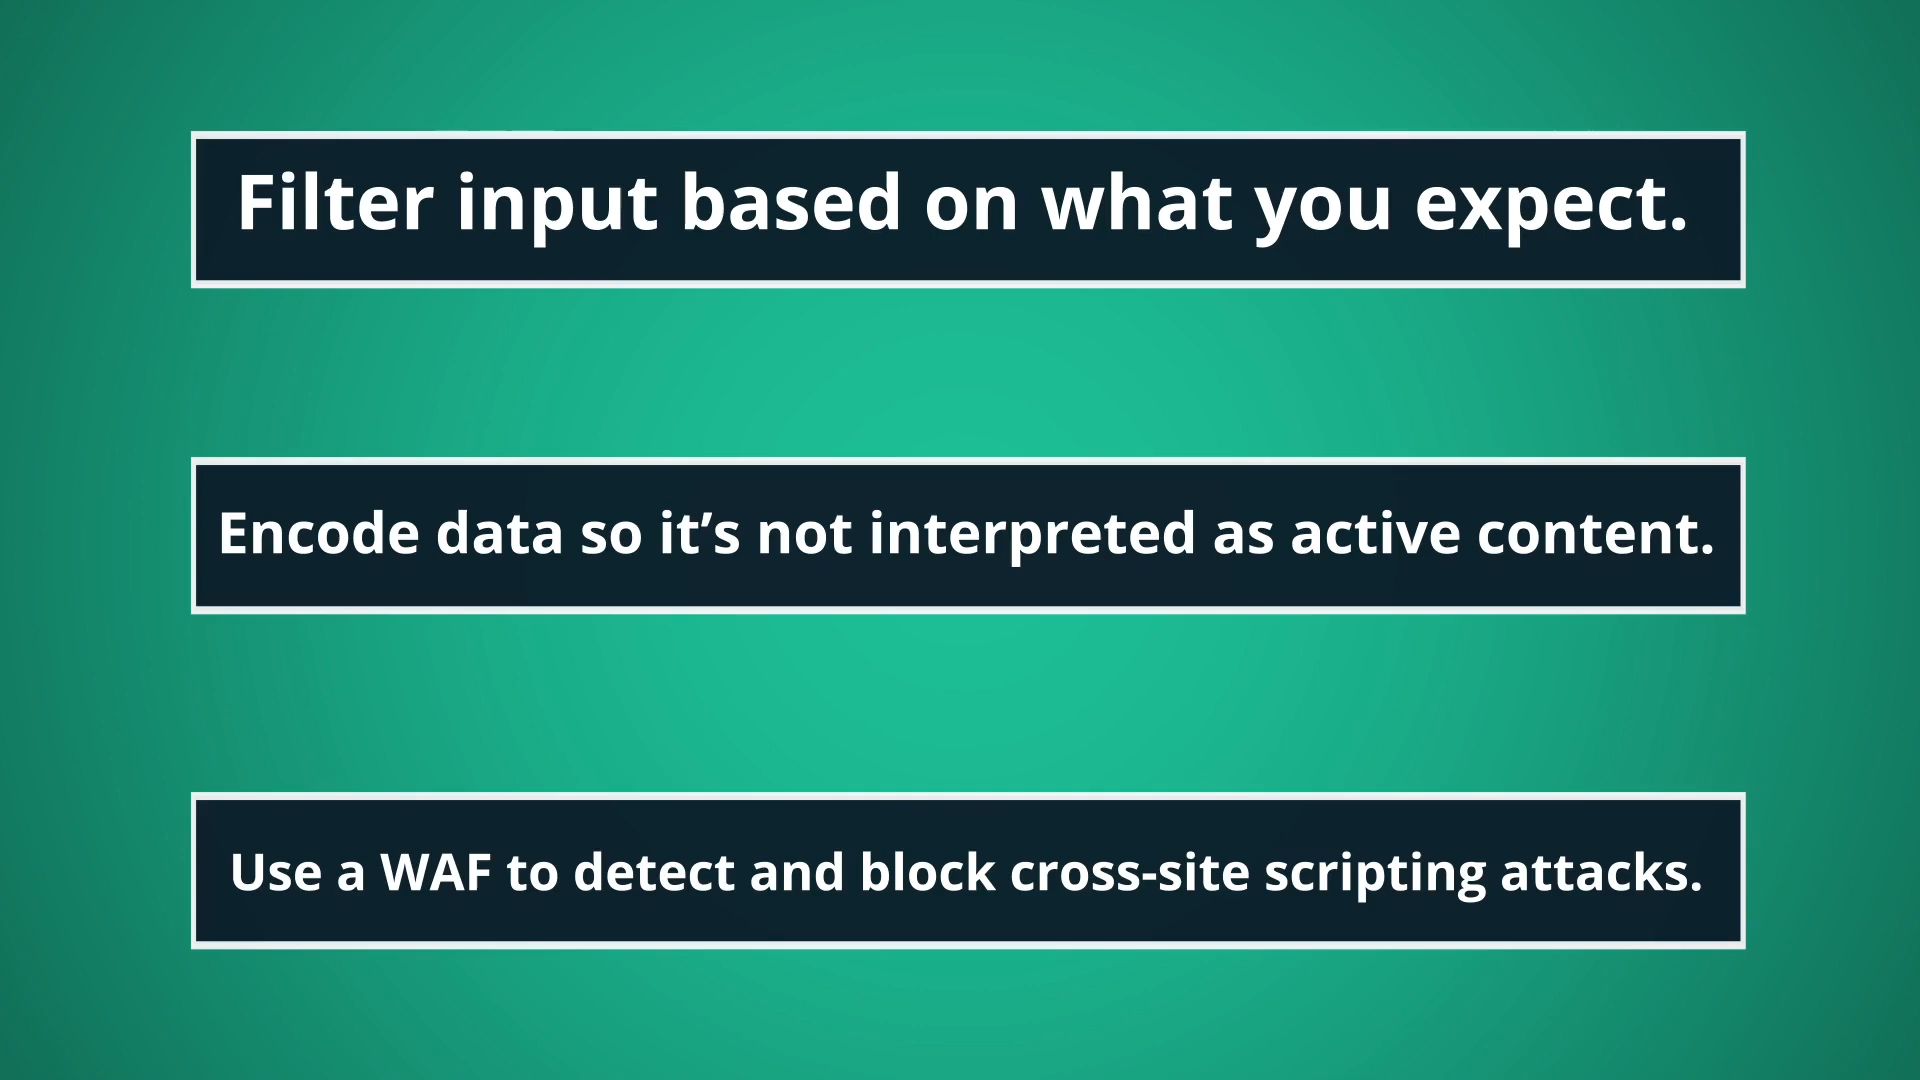 Filter input based on what you expect.
Encode data so it’s not interpreted as active content.
Use a WAF to detect and block cross-site scripting attacks.